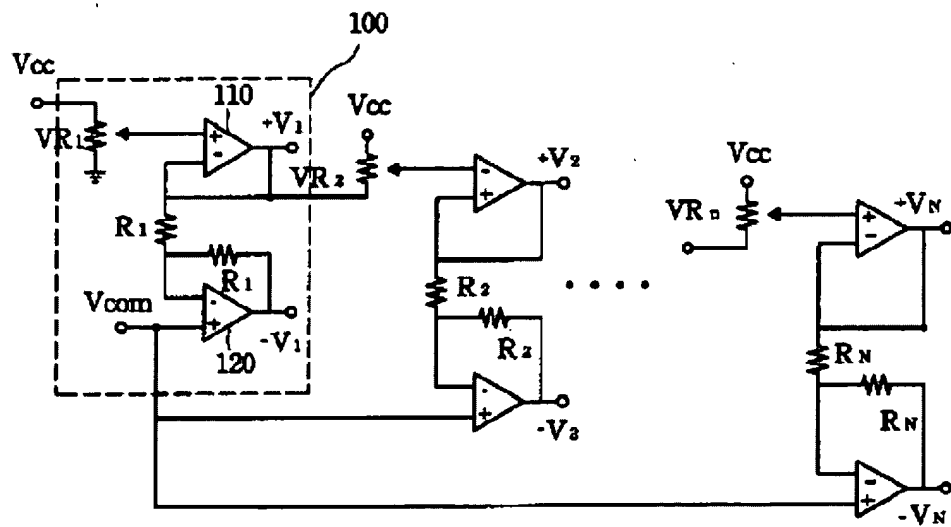 100
Vcc
110
+V1
VR1
+
-
Vcc
VR2
+V2
-
+
Vcc
VRn
+VN
+
-
R1
R1
Vcom
-
+
-V1
120
R2
R2
-
+
-V2
RN
RN
-
+
-VN